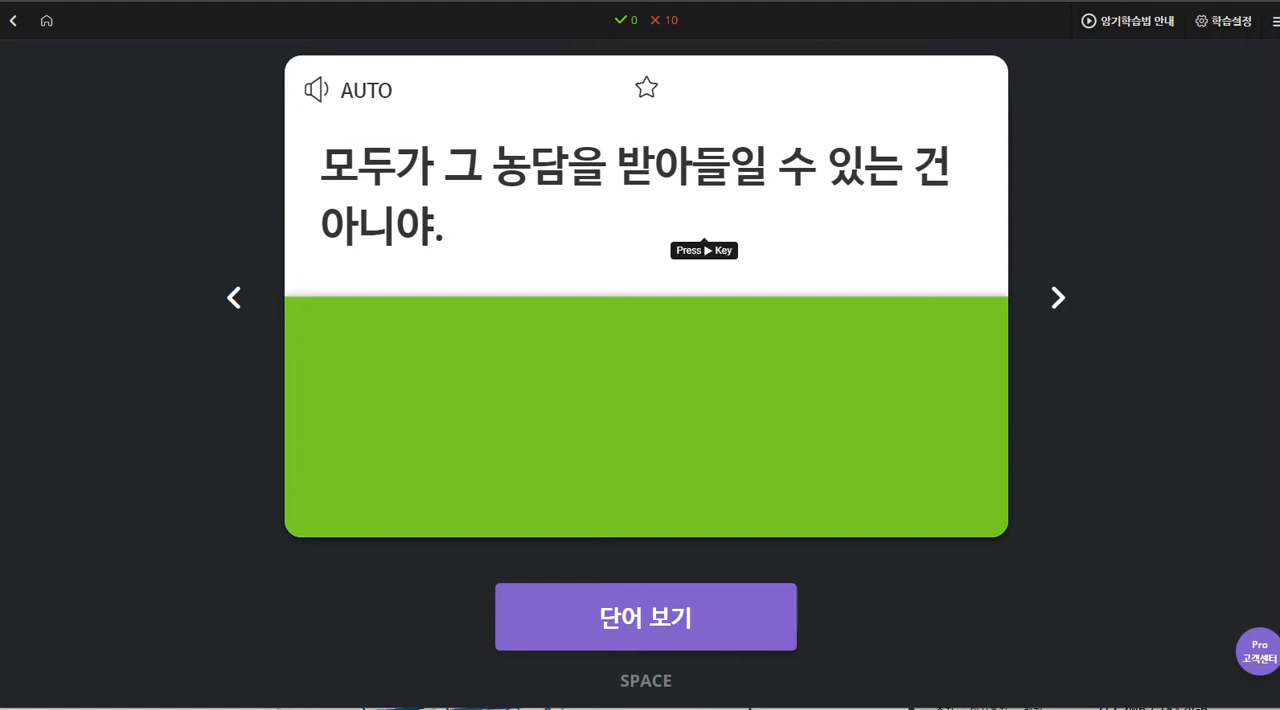 0 10 암기학습법 안내 학습설정
AUTO
모두가 그 농담을 받아들일 수 있는 건
아니야.
Press ▶ Key
단어 보기
SPACE
Pro
고객센터